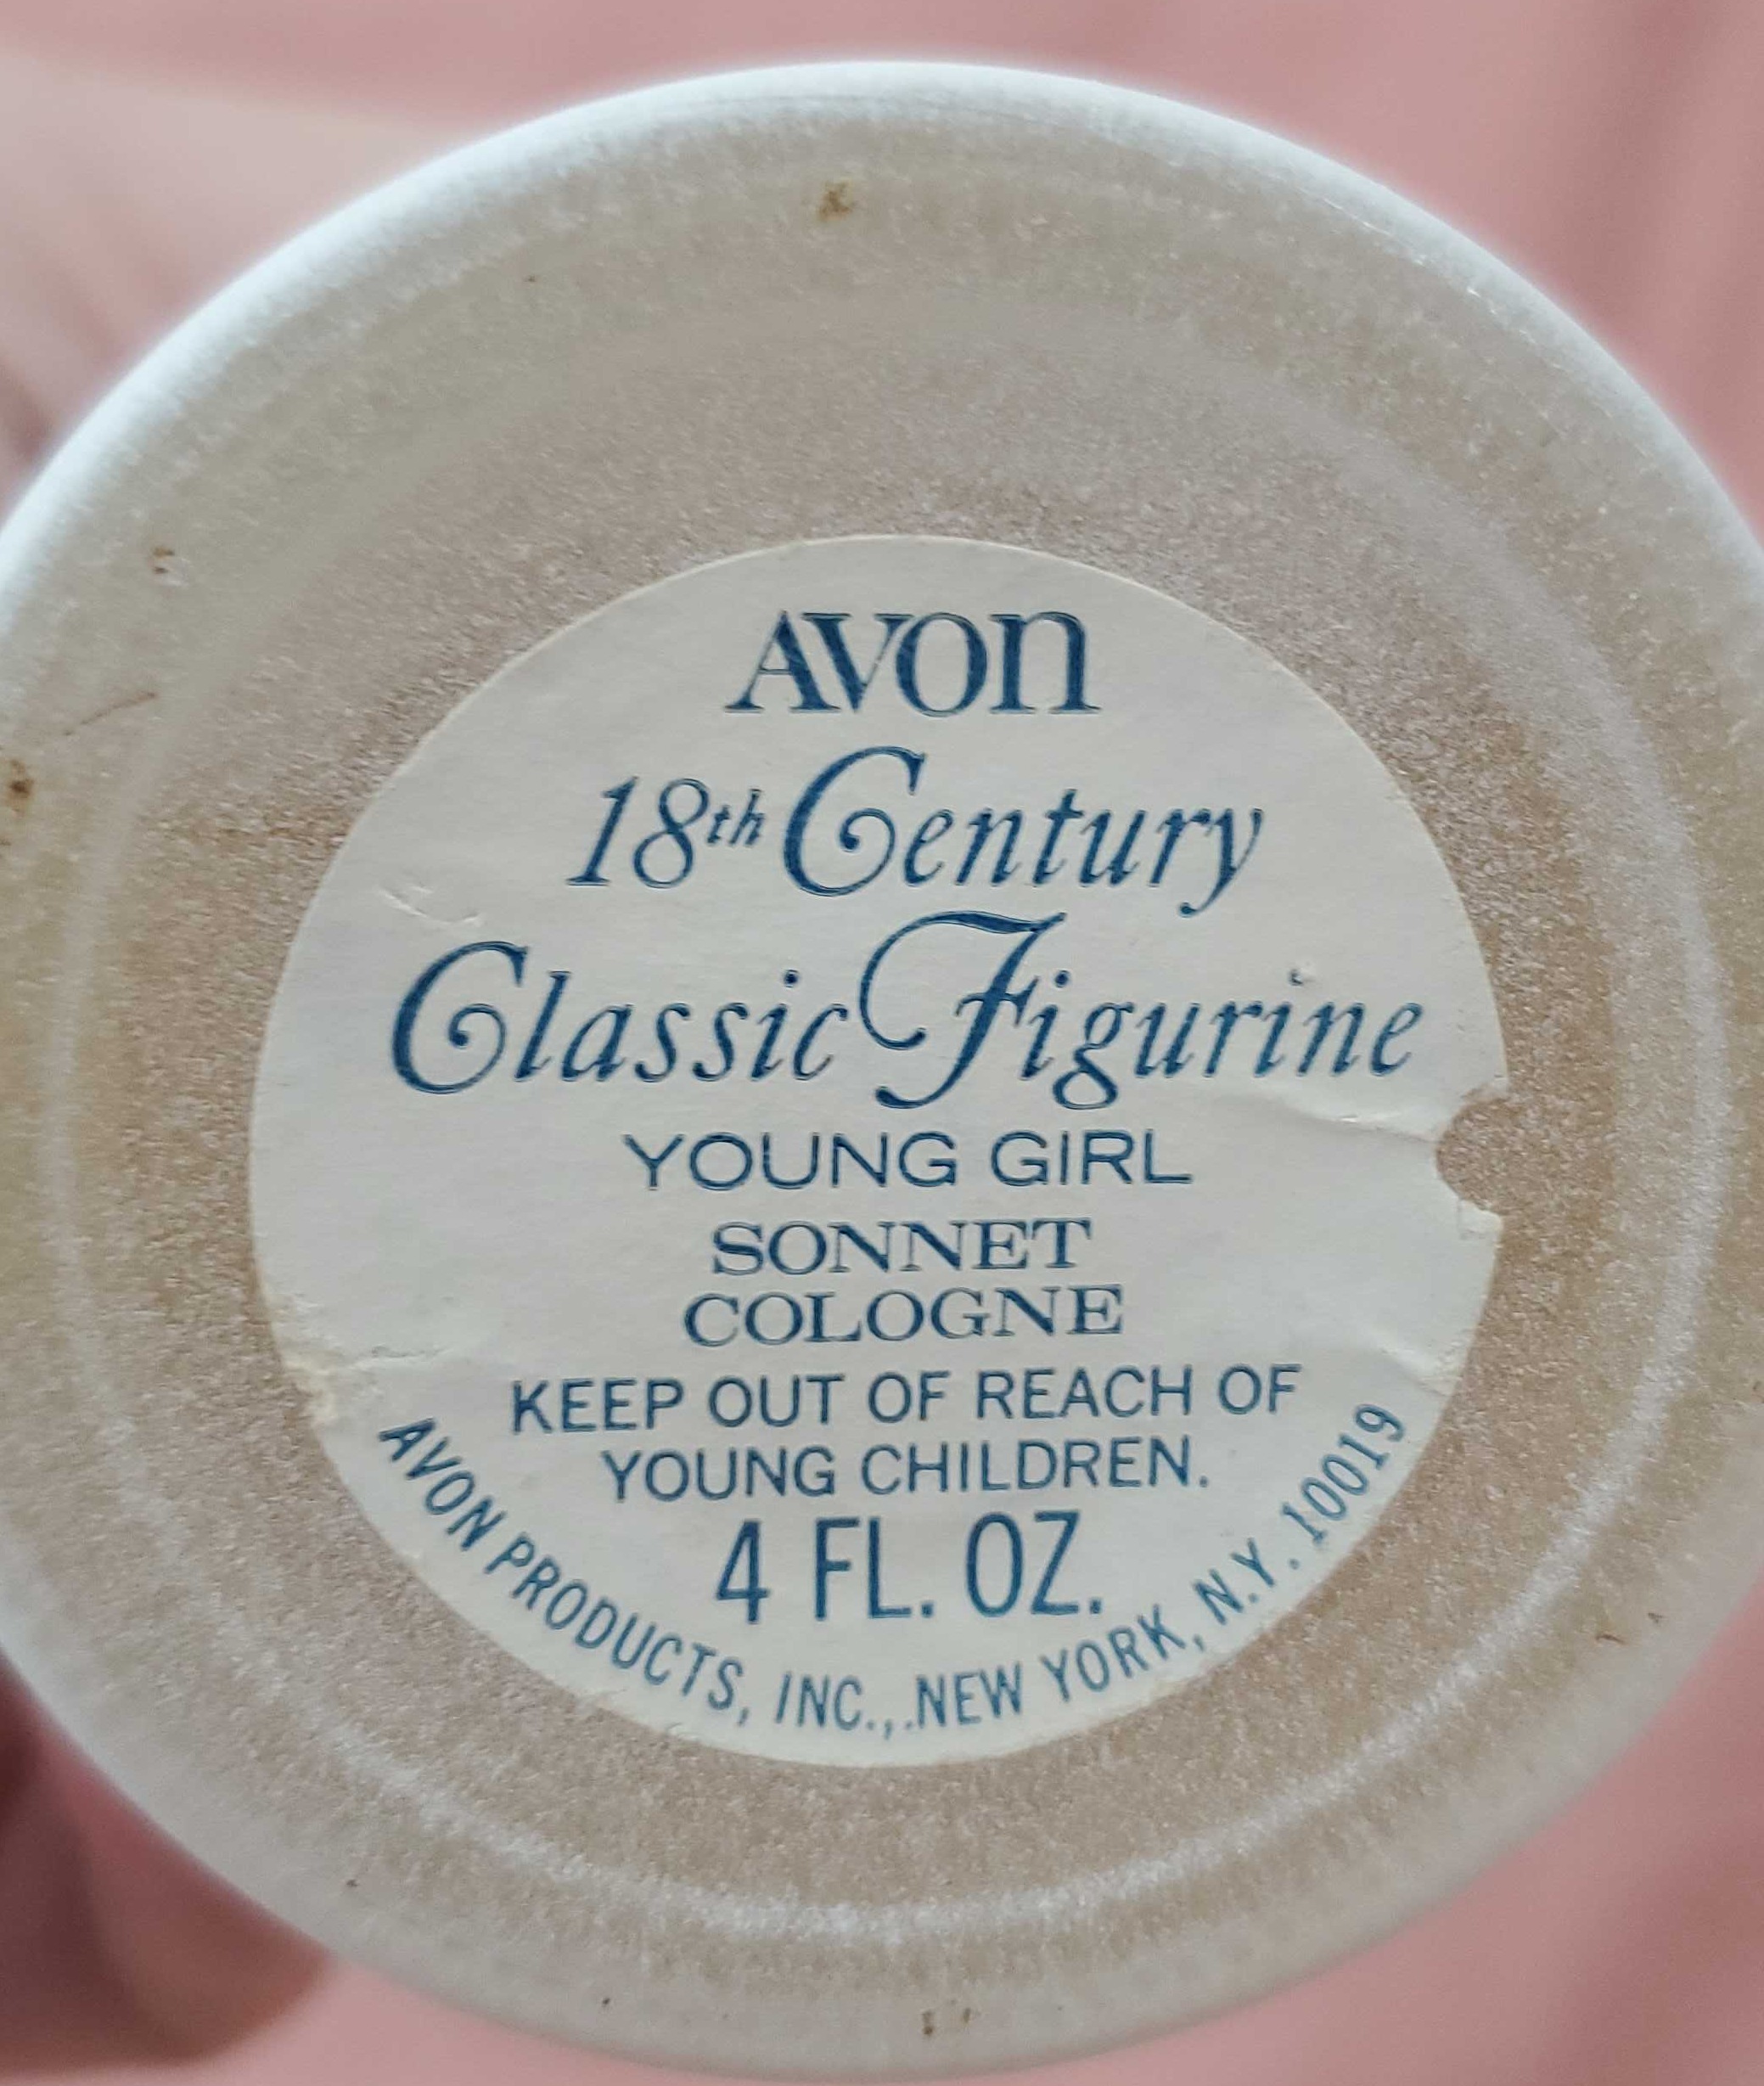 AVON
18th Century
Classic Figurine
YOUNG GIRL
SONNET
COLOGNE
KEEP OUT OF REACH OF
YOUNG CHILDREN.
4 FL. OZ.
AVON PRODUCTS, INC., NEW YORK, N.Y. 10019